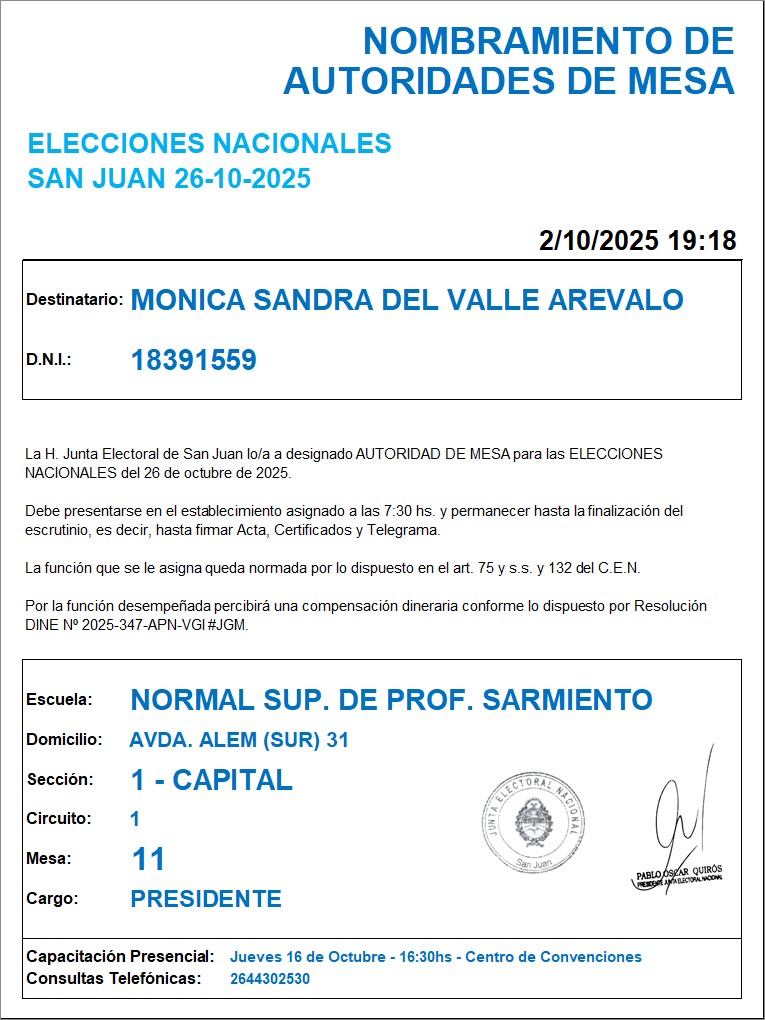 NOMBRAMIENTO DE
AUTORIDADES DE MESA
ELECCIONES NACIONALES
SAN JUAN 26-10-2025
2/10/2025 19:18
Destinatario: MONICA SANDRA DEL VALLE AREVALO
D.N.I.: 18391559
La H. Junta Electoral de San Juan lo/a a designado AUTORIDAD DE MESA para las ELECCIONES
NACIONALES del 26 de octubre de 2025.
Debe presentarse en el establecimiento asignado a las 7:30 hs. y permanecer hasta la finalización del
escrutinio, es decir, hasta firmar Acta, Certificados y Telegrama.
La función que se le asigna queda normada por lo dispuesto en el art. 75 y s.s. y 132 del C.E.N.
Por la función desempeñada percibirá una compensación dineraria conforme lo dispuesto por Resolución
DINE Nº 2025-347-APN-VGI#JGM.
Escuela: NORMAL SUP. DE PROF. SARMIENTO
Domicilio: AVDA. ALEM (SUR) 31
Sección: 1 - CAPITAL
Circuito: 1
Mesa: 11
Cargo: PRESIDENTE
JUNTA ELECTORAL NACIONAL
San Juan
PABLO OSCAR QUIRÓS
PRESIDENTE JUNTA ELECTORAL NACIONAL
Capacitación Presencial: Jueves 16 de Octubre - 16:30hs - Centro de Convenciones
Consultas Telefónicas: 2644302530